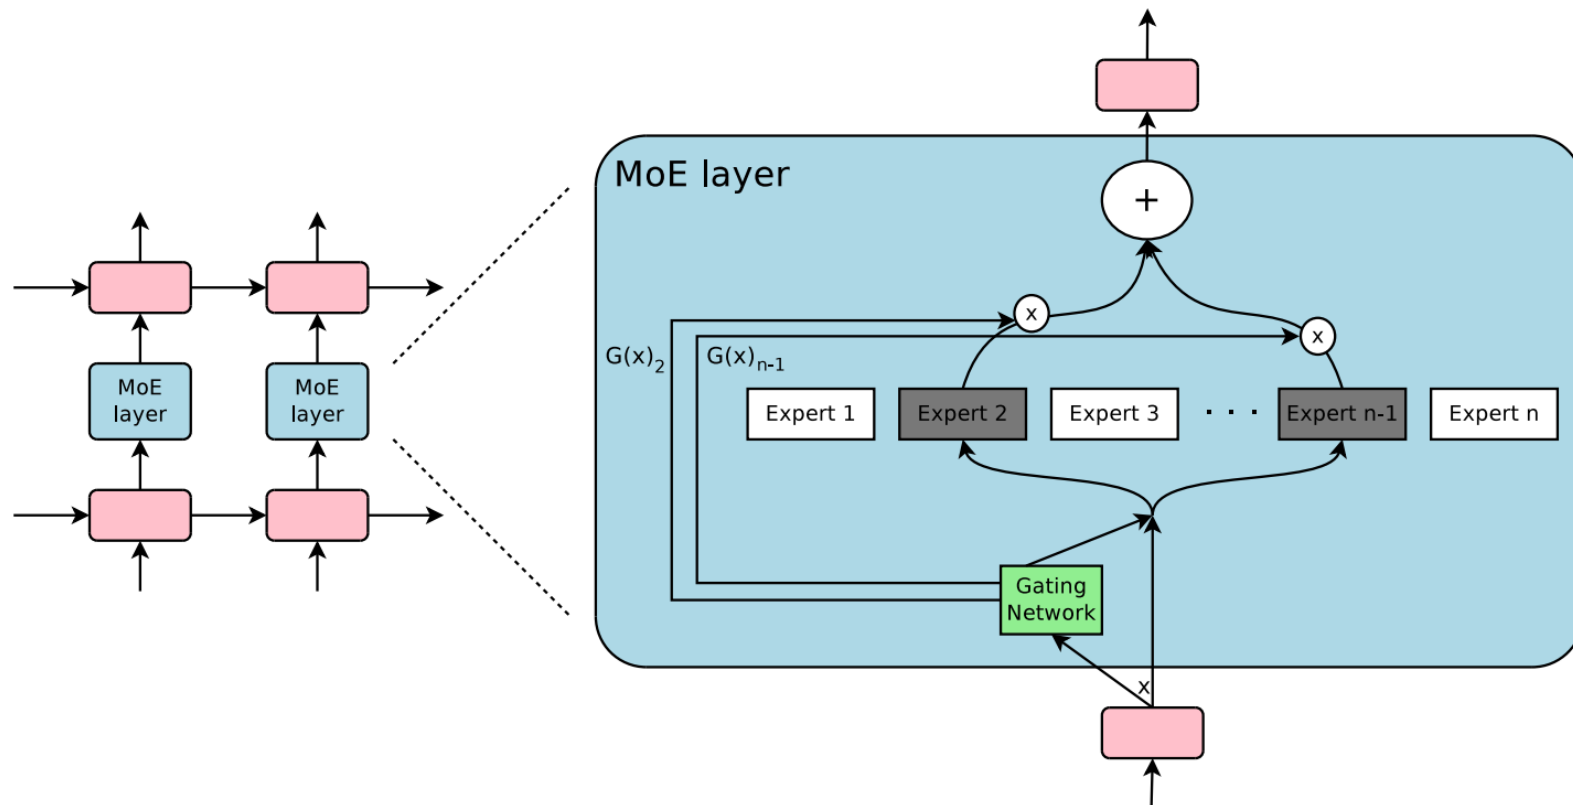 MoE layer
+
x
x
G(x)2
G(x)n-1
MoE
layer
MoE
layer
Expert 1
Expert 2
Expert 3
. . .
Expert n-1
Expert n
Gating
Network
x